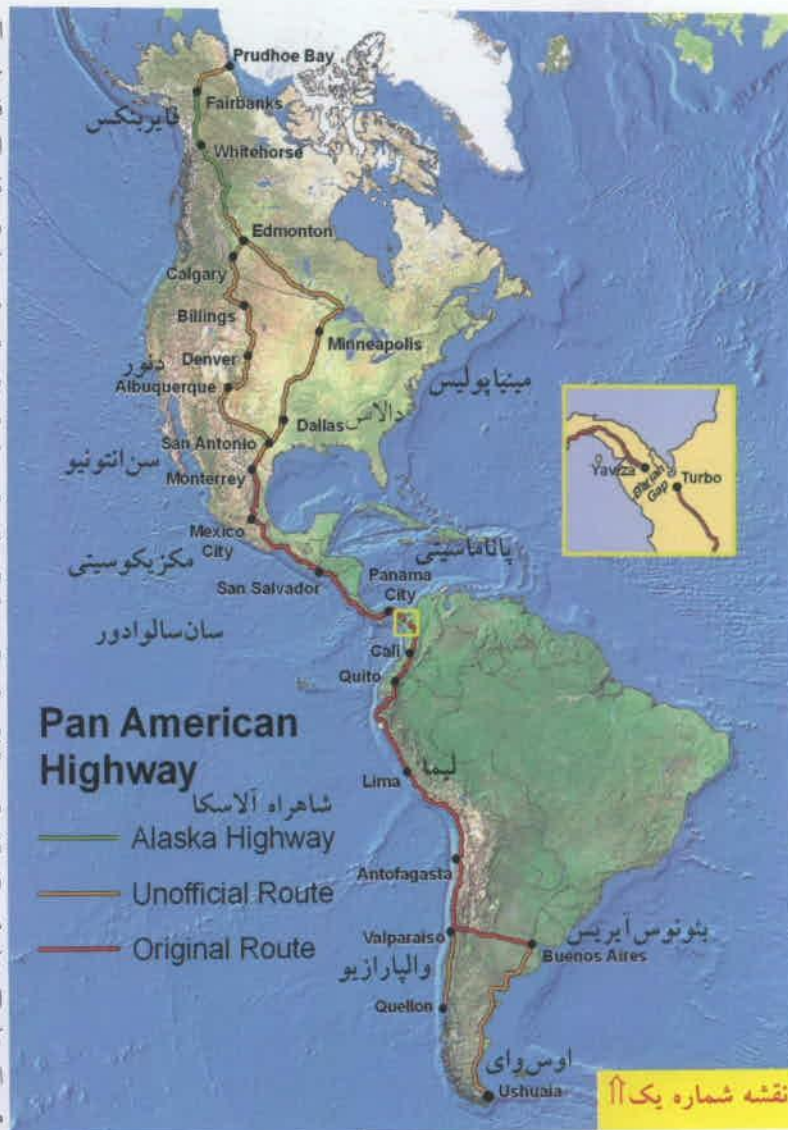 Prudhoe Bay
Fairbanks
فایربنکس
Whitehorse
Edmonton
Calgary
Billings
Minneapolis
مینیاپولیس
Denver
دنور
Albuquerque
Dallas
دالاس
San Antonio
سن‌انتونیو
Monterrey
Mexico
City
مکزیکوسیتی
San Salvador
سان‌سالوادور
پاناماسیتی
Panama
City
Yaviza
Darian
Gap
Turbo
Cali
Quito
Pan American
Highway
شاهراه آلاسکا
Alaska Highway
Unofficial Route
Original Route
Lima
لیما
Antofagasta
Valparaiso
والپارازیو
بئونوس‌آیریس
Buenos Aires
Quellon
اوس‌وای
Ushuaia
نقشه شماره یک⇑